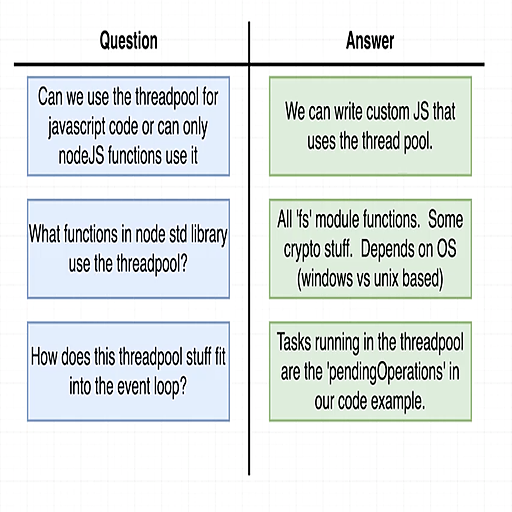 Question
Answer
Can we use the threadpool for
javascript code or can only
nodeJS functions use it
We can write custom JS that
uses the thread pool.
What functions in node std library
use the threadpool?
All 'fs' module functions. Some
crypto stuff. Depends on OS
(windows vs unix based)
How does this threadpool stuff fit
into the event loop?
Tasks running in the threadpool
are the 'pendingOperations' in
our code example.